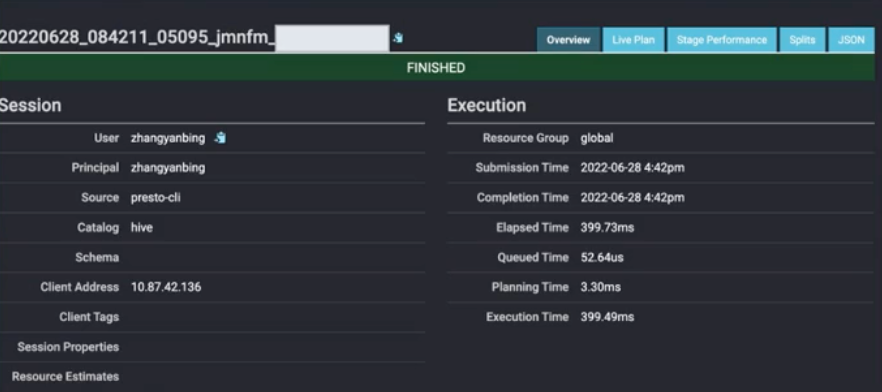 20220628_084211_05095_jmnfm_
Overview Live Plan Stage Performance Splits JSON
FINISHED
Session
User zhangyanbing
Principal zhangyanbing
Source presto-cli
Catalog hive
Schema
Client Address 10.87.42.136
Client Tags
Session Properties
Resource Estimates
Execution
Resource Group global
Submission Time 2022-06-28 4:42pm
Completion Time 2022-06-28 4:42pm
Elapsed Time 399.73ms
Queued Time 52.64us
Planning Time 3.30ms
Execution Time 399.49ms